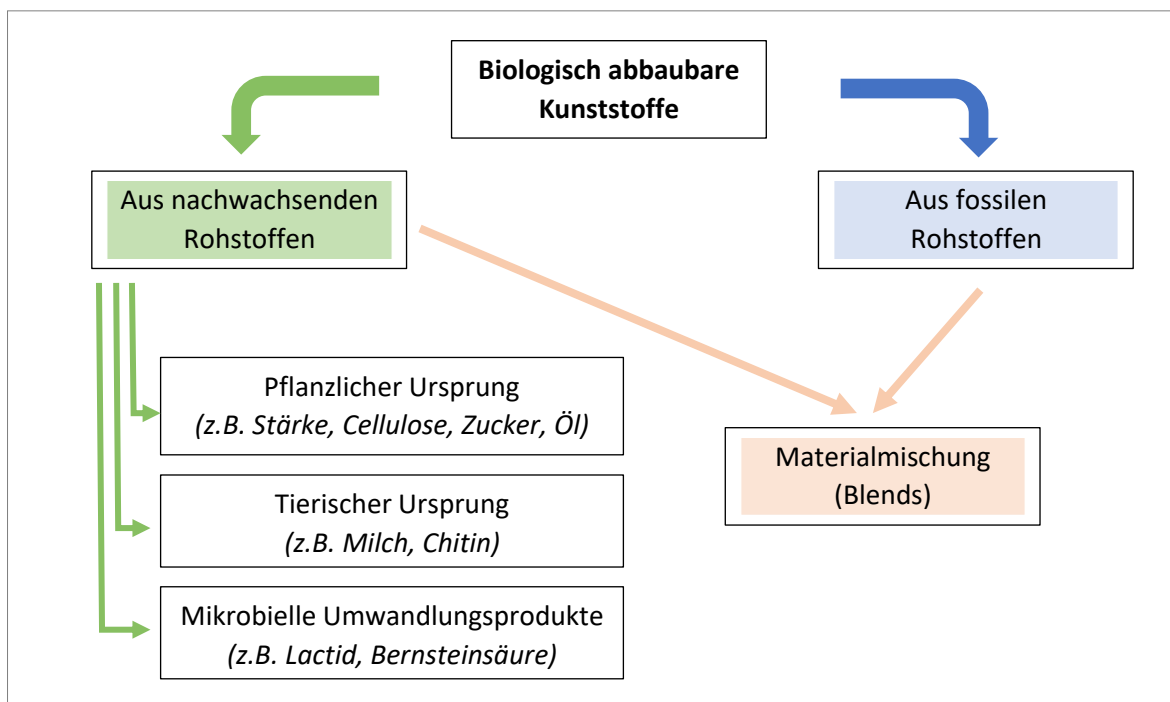 Biologisch abbaubare
Kunststoffe
Aus nachwachsenden
Rohstoffen
Aus fossilen
Rohstoffen
Pflanzlicher Ursprung
(z.B. Stärke, Cellulose, Zucker, Öl)
Tierischer Ursprung
(z.B. Milch, Chitin)
Mikrobielle Umwandlungsprodukte
(z.B. Lactid, Bernsteinsäure)
Materialmischung
(Blends)